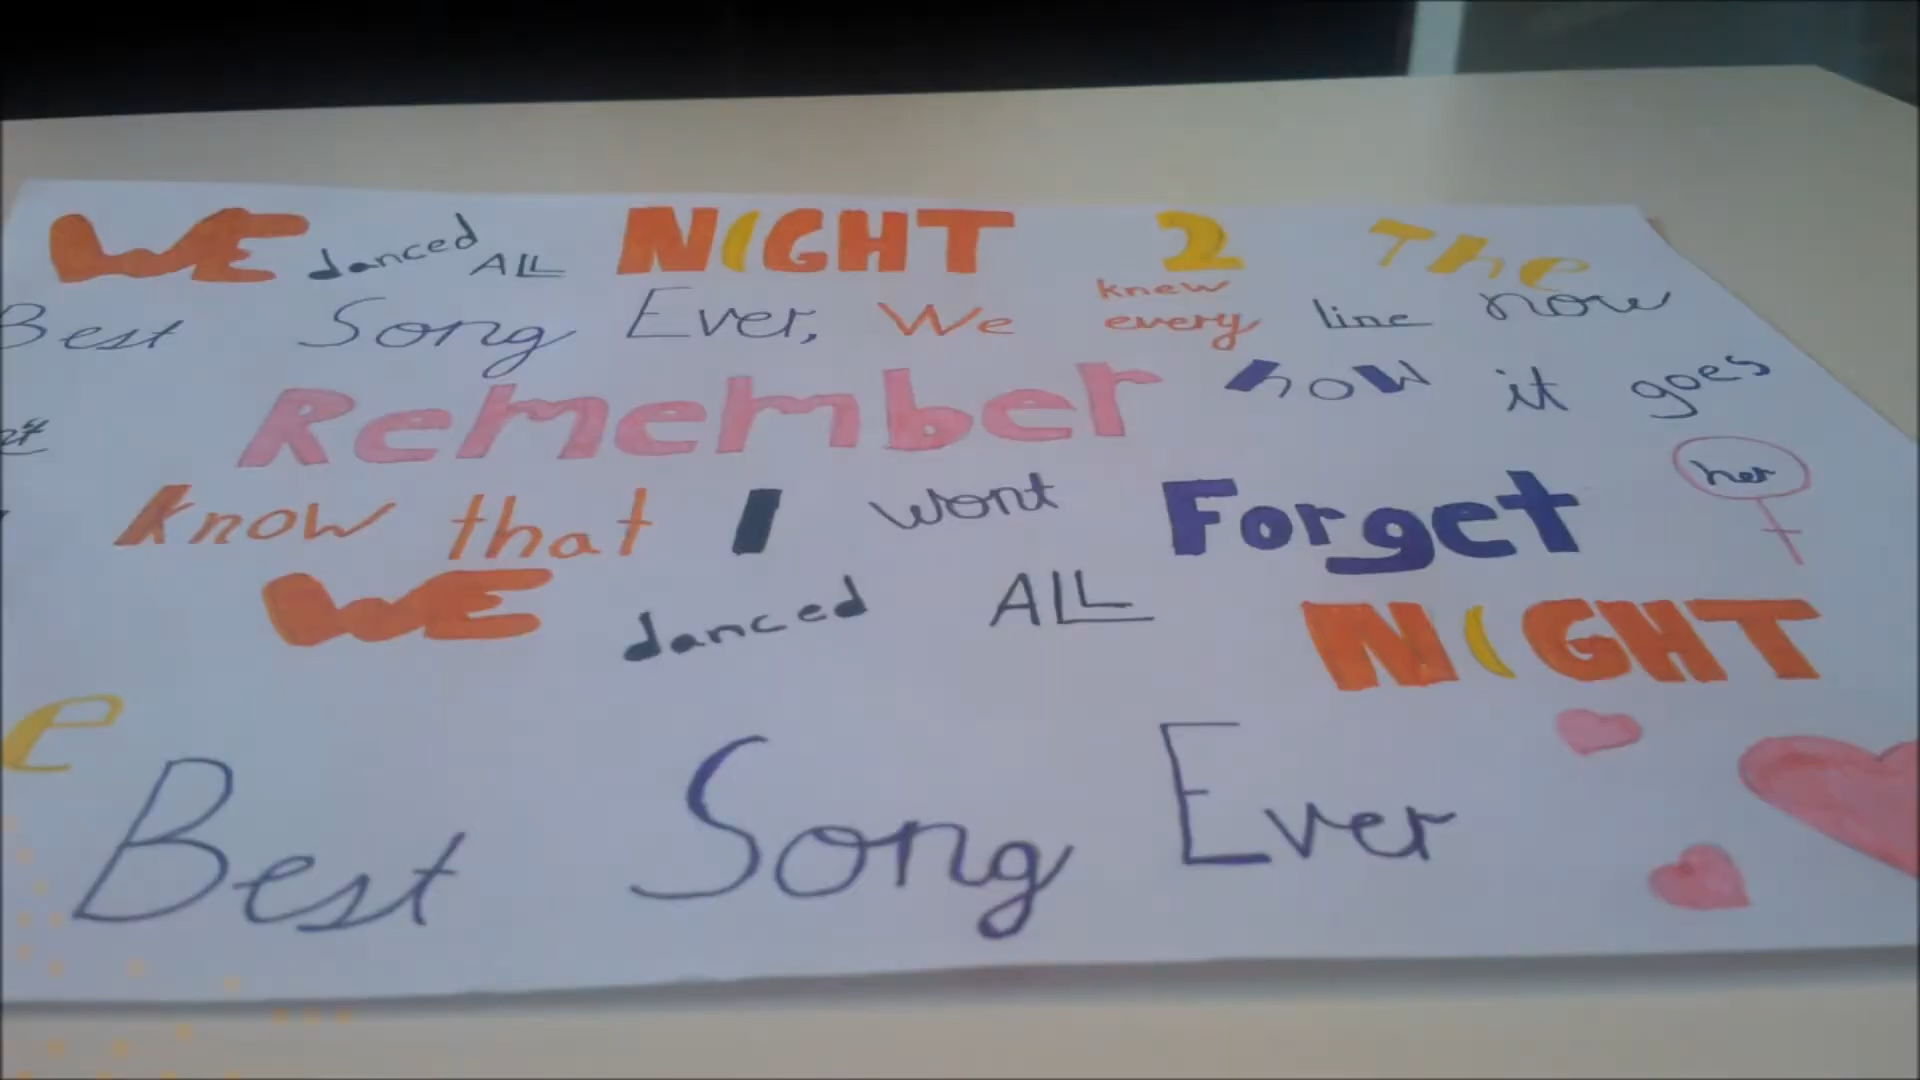 WE danced ALL NIGHT 2 The
Best Song Ever, We knew every line now
Remember how it goes
know that I wont Forget her
WE danced ALL NIGHT
e Best Song Ever